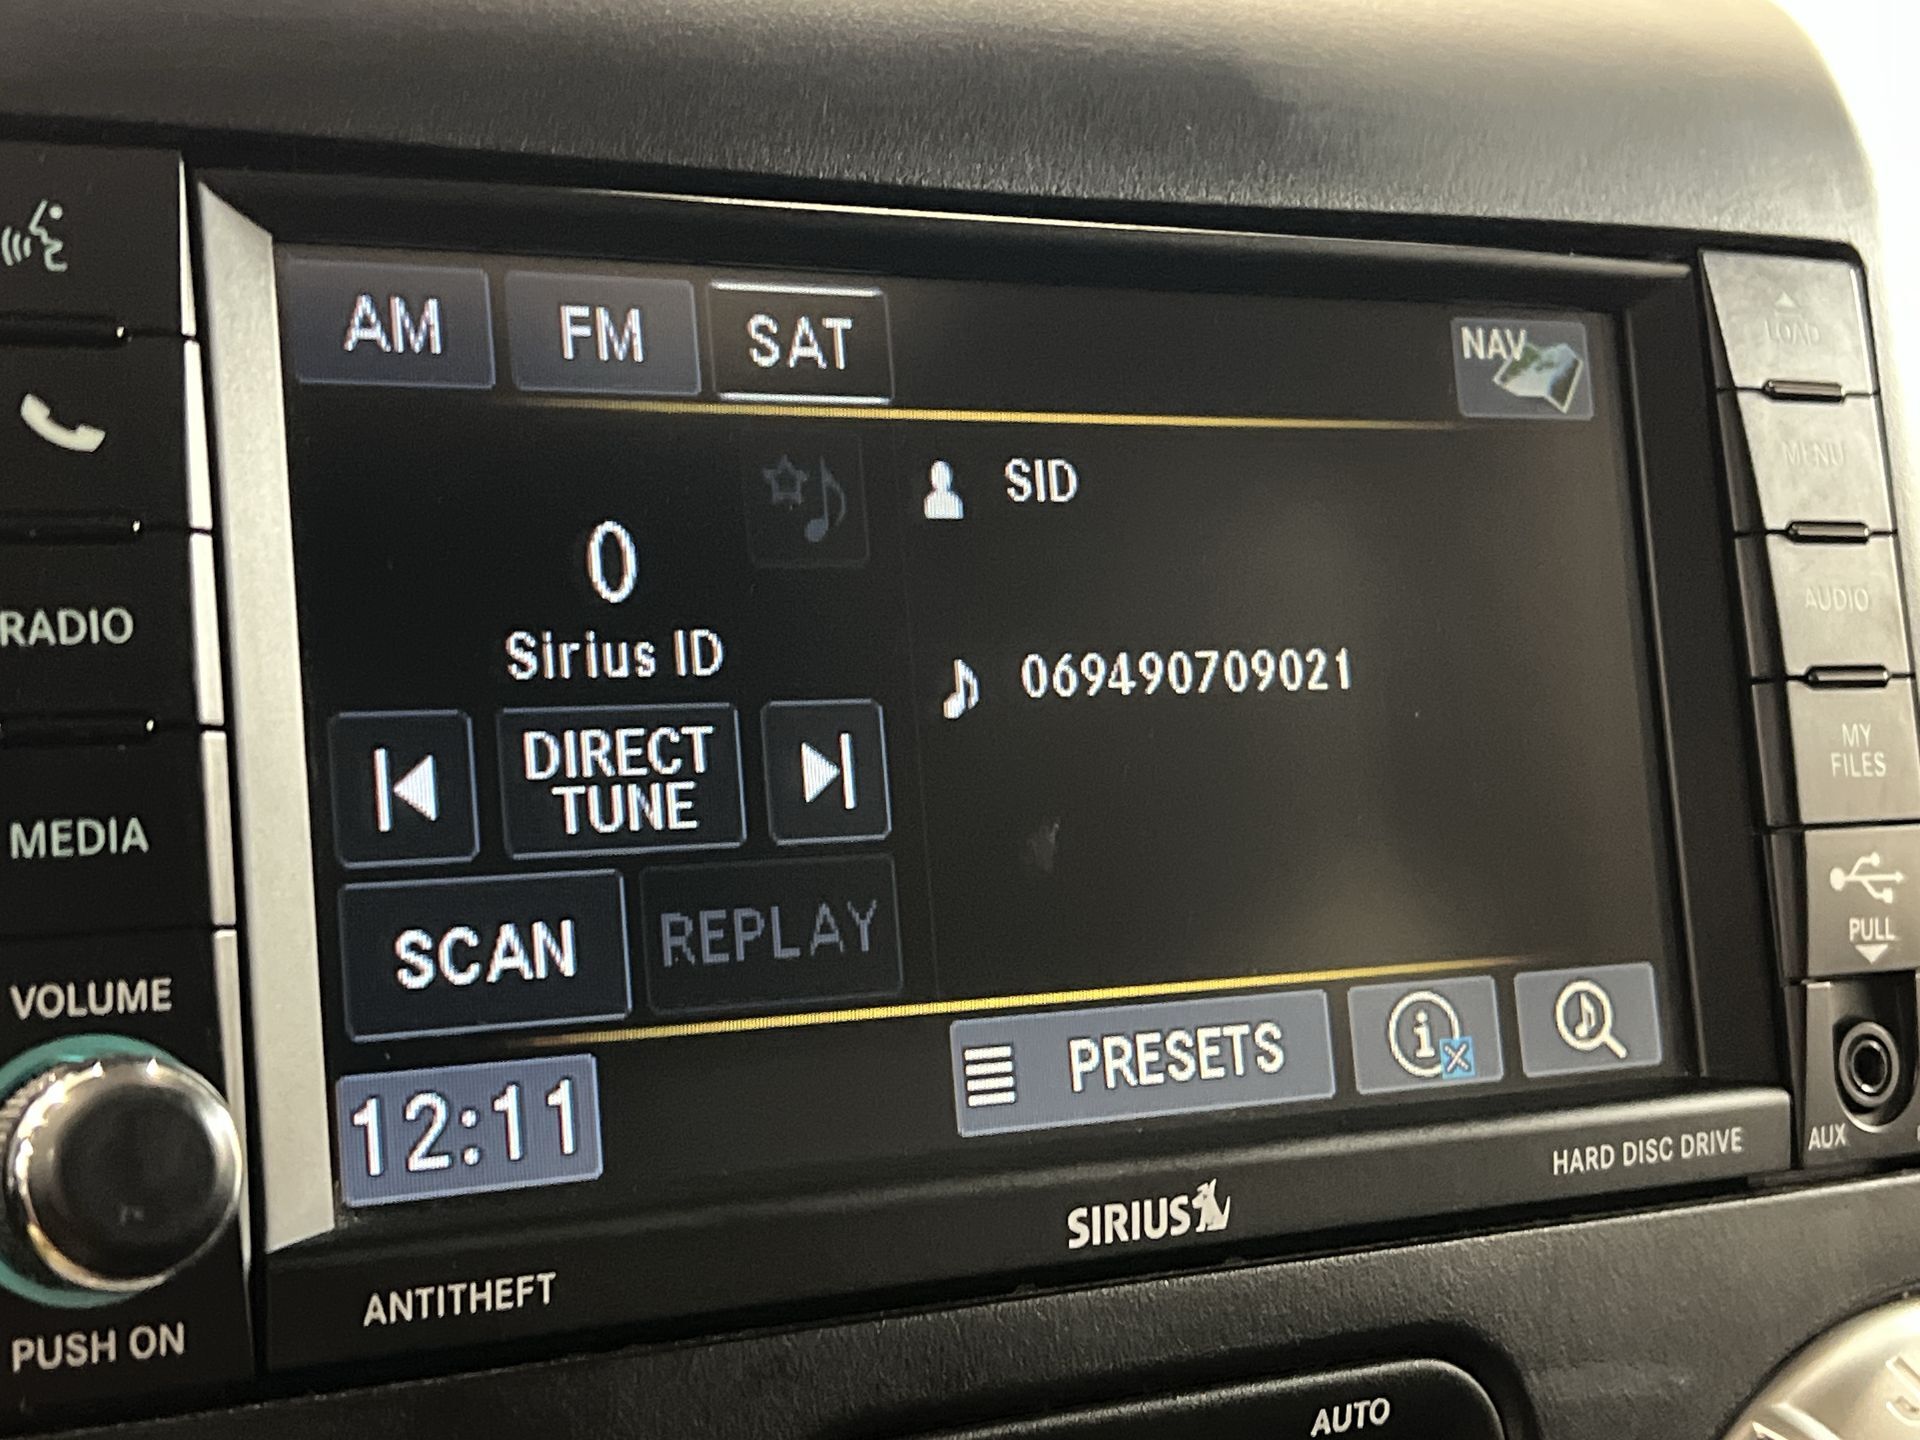 AM
FM
SAT
NAV
SID
0
Sirius ID
069490709021
DIRECT
TUNE
SCAN
REPLAY
12:11
PRESETS
RADIO
MEDIA
VOLUME
PUSH ON
LOAD
MENU
AUDIO
MY
FILES
PULL
AUX
HARD DISC DRIVE
SIRIUS
ANTITHEFT
AUTO